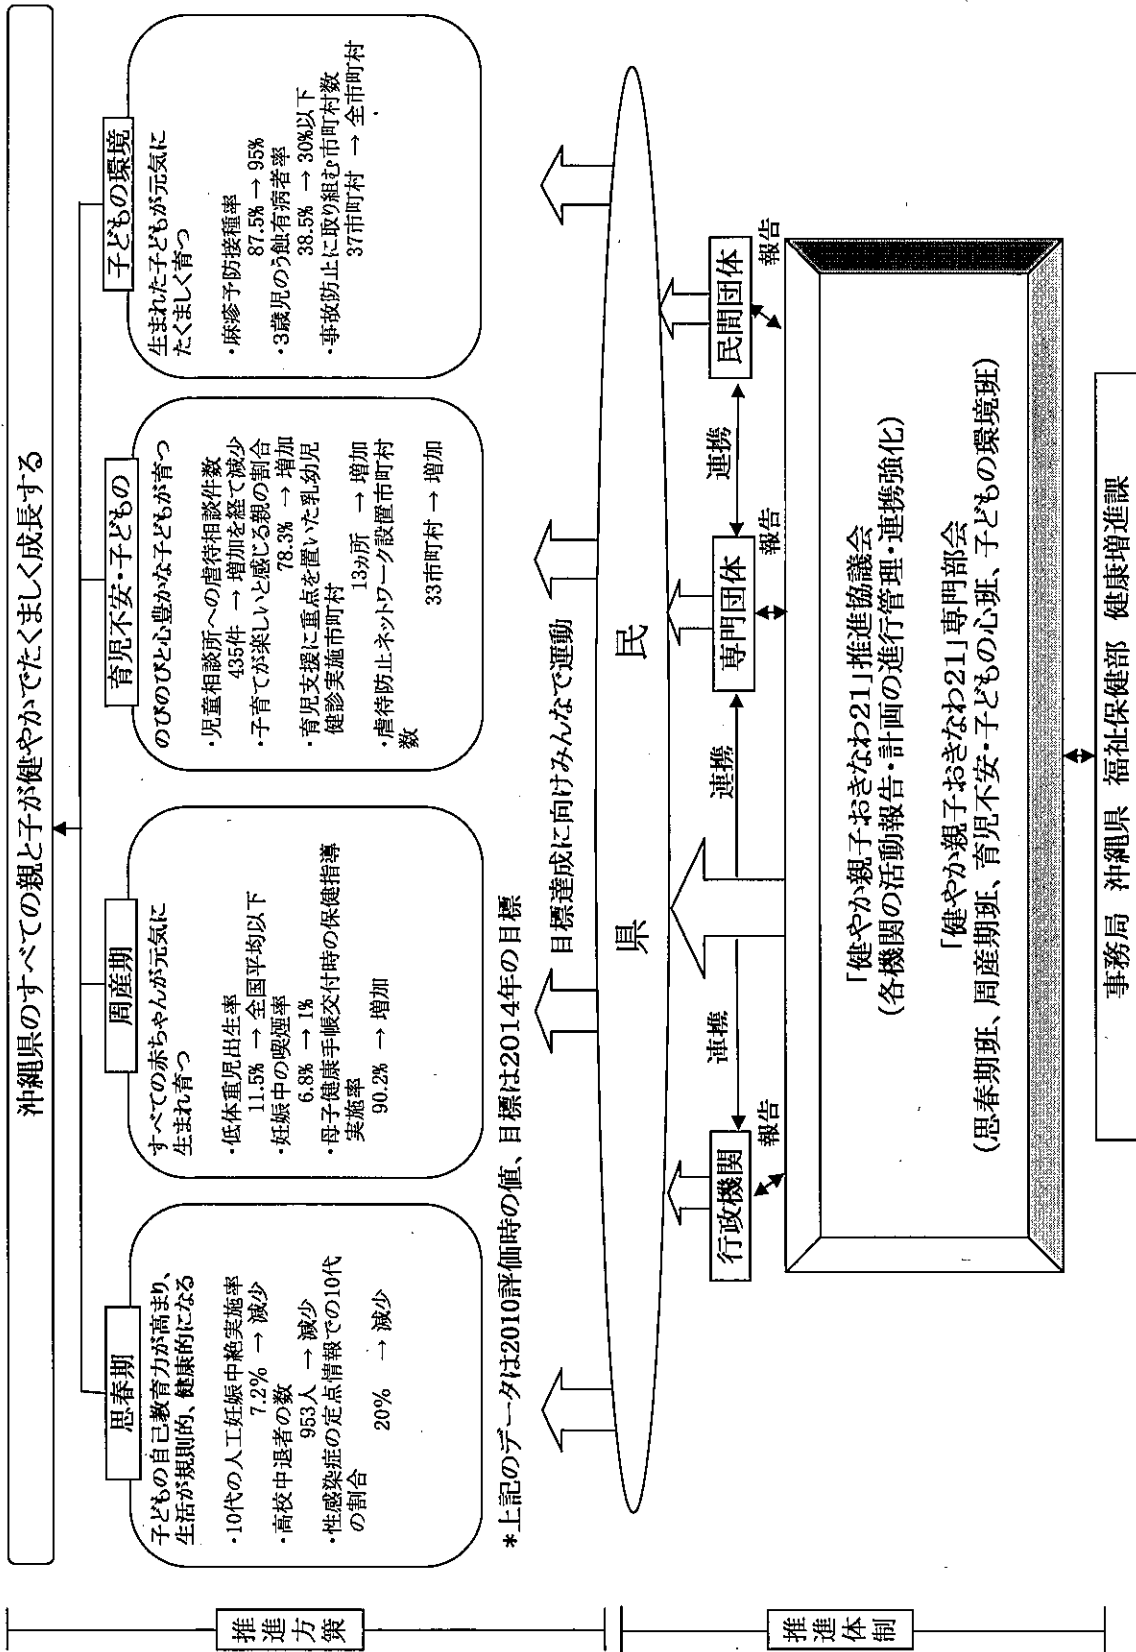 沖縄県のすべての親と子が健やかでたくましく成長する
推進方策
思春期
子どもの自己教育力が高まり、
生活が規則的、健康的になる
・10代の人工妊娠中絶実施率
7.2% → 減少
・高校中退者の数
953人 → 減少
・性感染症の定点情報での10代
の割合
20% → 減少
周産期
すべての赤ちゃんが元気に
生まれ育つ
・低体重児出生率
11.5% → 全国平均以下
・妊娠中の喫煙率
6.8% → 1%
・母子健康手帳交付時の保健指導
実施率
90.2% → 増加
育児不安・子どもの
のびのびと心豊かな子どもが育つ
・児童相談所への虐待相談件数
435件 → 増加を経て減少
・子育てが楽しいと感じる親の割合
78.3% → 増加
・育児支援に重点を置いた乳幼児
健診実施市町村
13ヵ所 → 増加
・虐待防止ネットワーク設置市町村
数
33市町村 → 増加
子どもの環境
生まれた子どもが元気に
たくましく育つ
・麻疹予防接種率
87.5% → 95%
・3歳児のう蝕有病者率
38.5% → 30%以下
・事故防止に取り組む市町村数
37市町村 → 全市町村
*上記のデータは2010評価時の値、目標は2014年の目標
目標達成に向けみんなで運動
推進体制
県 民
行政機関
連携
連携
専門団体
連携
民間団体
報告
報告
報告
「健やか親子おきなわ21」推進協議会
(各機関の活動報告・計画の進行管理・連携強化)
「健やか親子おきなわ21」専門部会
(思春期班、周産期班、育児不安・子どもの心班、子どもの環境班)
事務局 沖縄県 福祉保健部 健康増進課